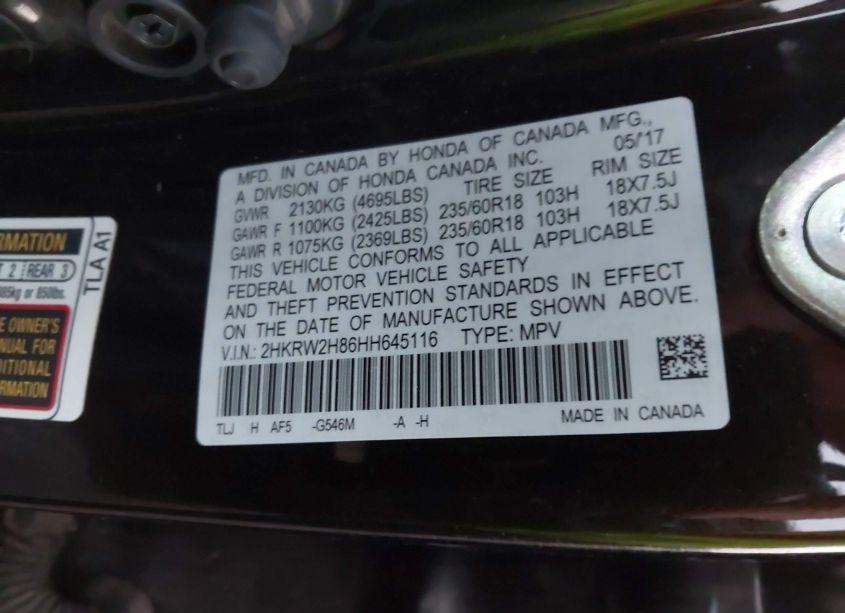 MFD. IN CANADA BY HONDA OF CANADA MFG.,
A DIVISION OF HONDA CANADA INC. 05/'17
GVWR 2130KG (4695LBS) TIRE SIZE RIM SIZE
GAWR F 1100KG (2425LBS) 235/60R18 103H 18X7.5J
GAWR R 1075KG (2369LBS) 235/60R18 103H 18X7.5J
THIS VEHICLE CONFORMS TO ALL APPLICABLE
FEDERAL MOTOR VEHICLE SAFETY
AND THEFT PREVENTION STANDARDS IN EFFECT
ON THE DATE OF MANUFACTURE SHOWN ABOVE.
V.I.N.: 2HKRW2H86HH645116 TYPE: MPV
TLJ H AF5 -G546M -A -H MADE IN CANADA
TLA A1
2 REAR 3
or 850lbs.
OWNER'S
FOR